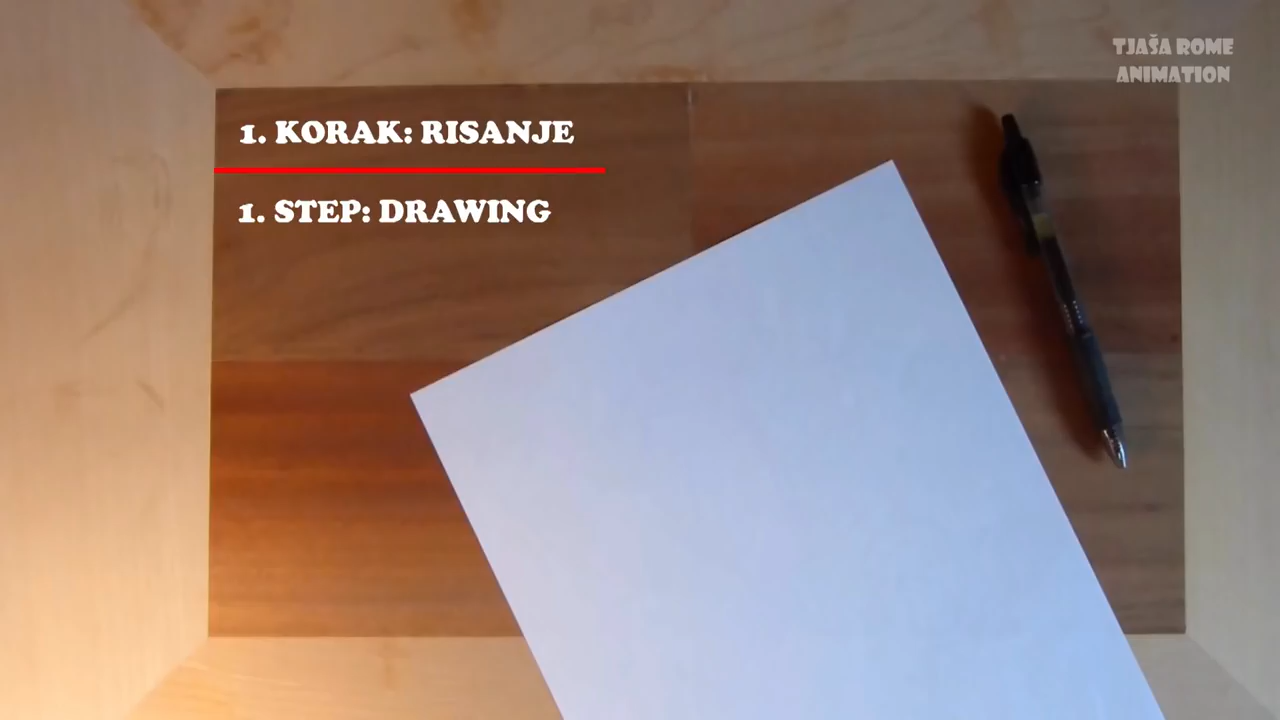 1. KORAK: RISANJE
1. STEP: DRAWING
TJAŠA ROME
ANIMATION